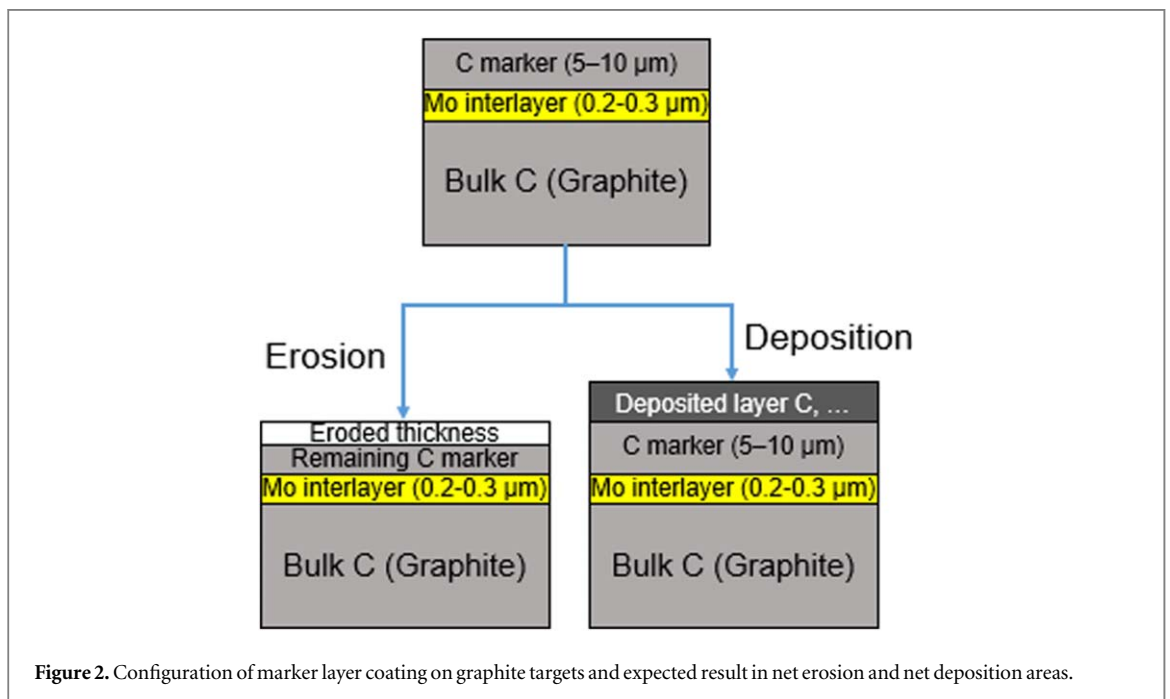 C marker (5–10 µm)
Mo interlayer (0.2-0.3 µm)
Bulk C (Graphite)
Erosion
Deposition
Eroded thickness
Remaining C marker
Mo interlayer (0.2-0.3 µm)
Bulk C (Graphite)
Deposited layer C, ...
C marker (5–10 µm)
Mo interlayer (0.2-0.3 µm)
Bulk C (Graphite)
Figure 2. Configuration of marker layer coating on graphite targets and expected result in net erosion and net deposition areas.